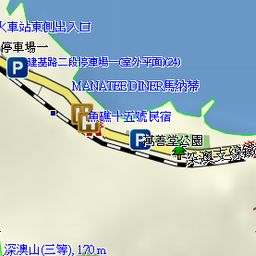 火車站東側出入口
停車場一
建基路二段停車場一(室外平面)(24)
MANATEE DINER馬納蒂
魚礁十五號民宿
萬善堂公園
深澳山(三等), 170 m